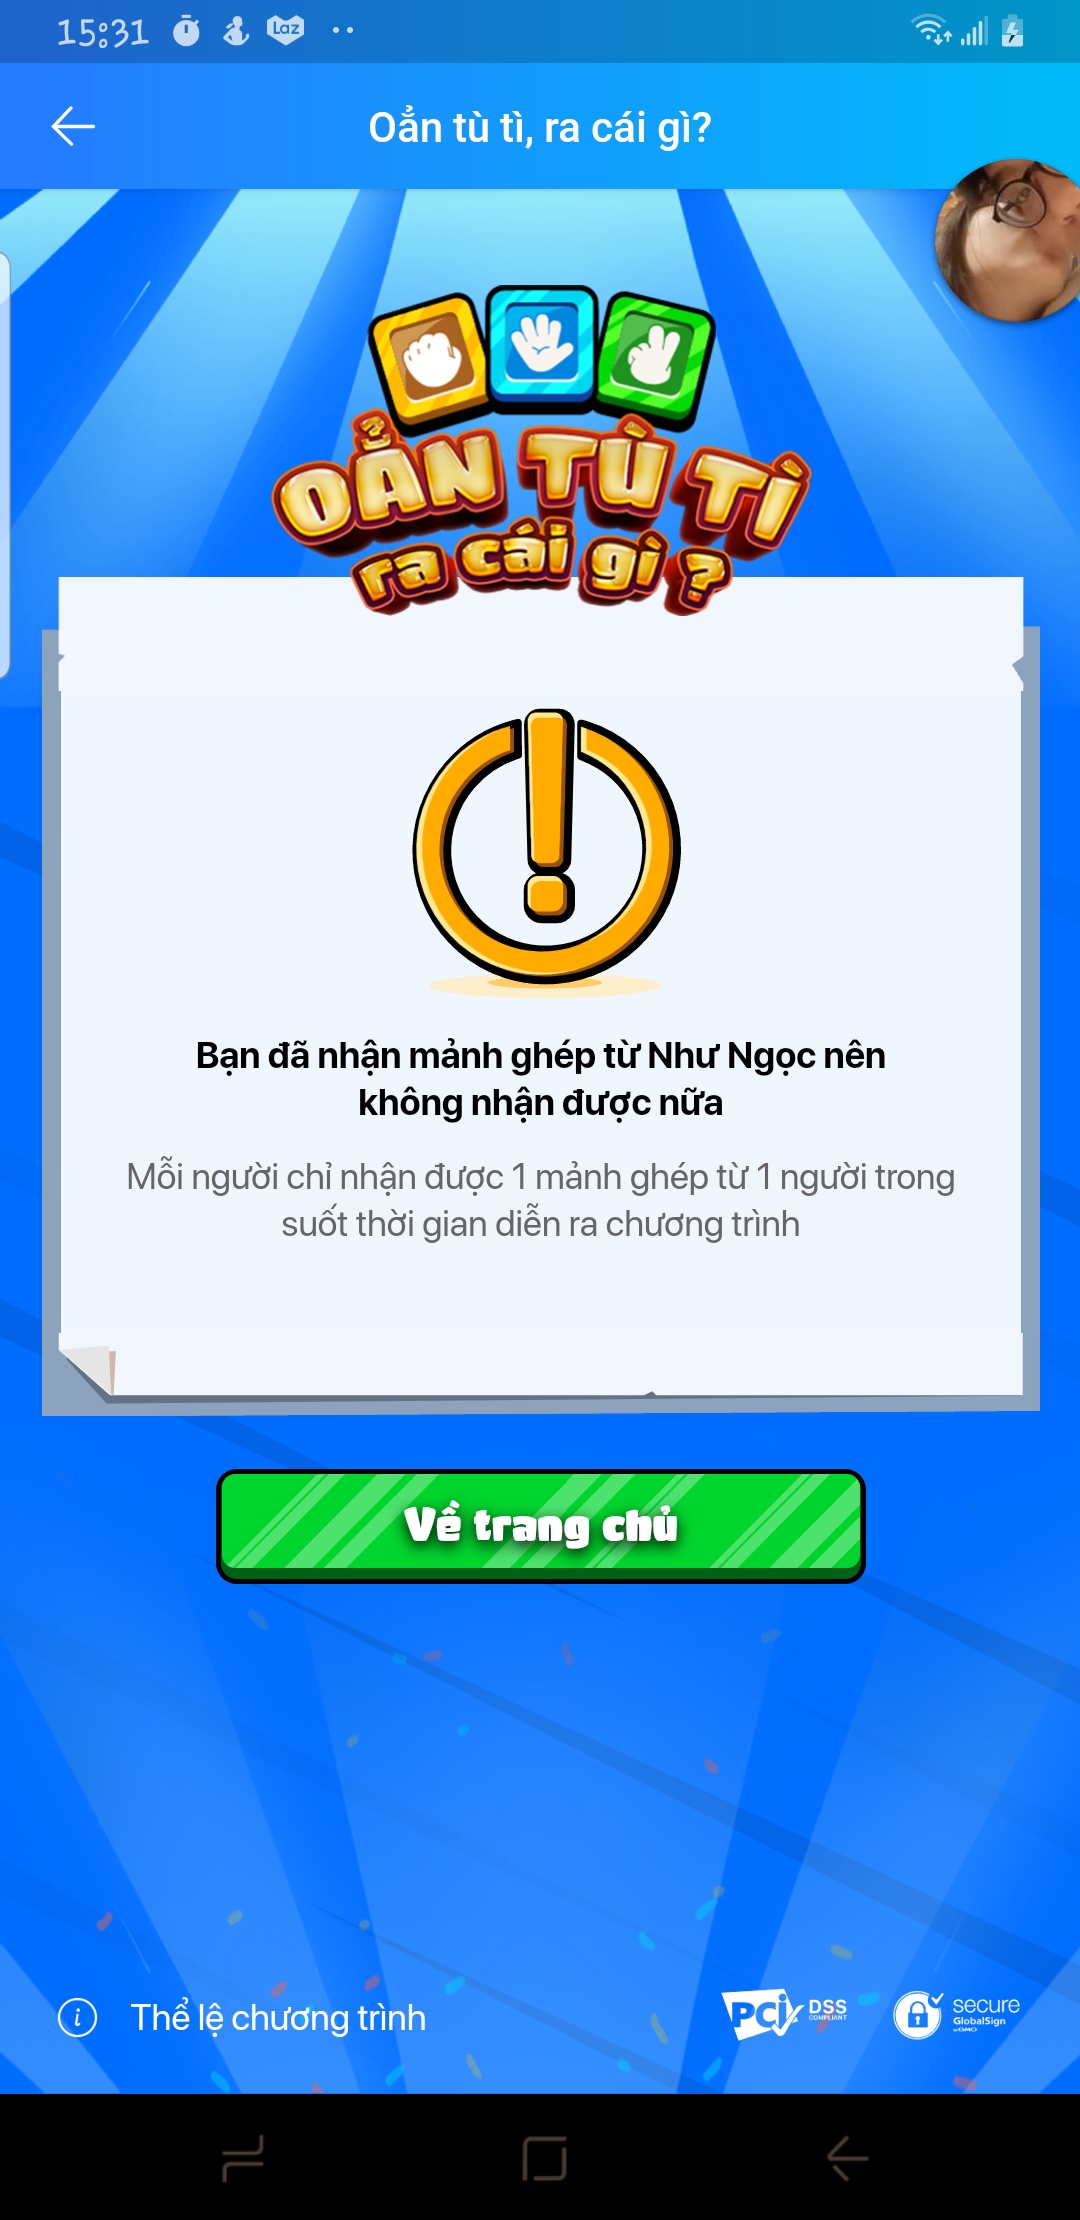 15:31
Laz
Oẳn tù tì, ra cái gì?
OẲN TÙ TÌ
ra cái gì ?
Bạn đã nhận mảnh ghép từ Như Ngọc nên
không nhận được nữa
Mỗi người chỉ nhận được 1 mảnh ghép từ 1 người trong
suốt thời gian diễn ra chương trình
Về trang chủ
Thể lệ chương trình
PCI DSS
COMPLIANT
secure
GlobalSign
by GMO